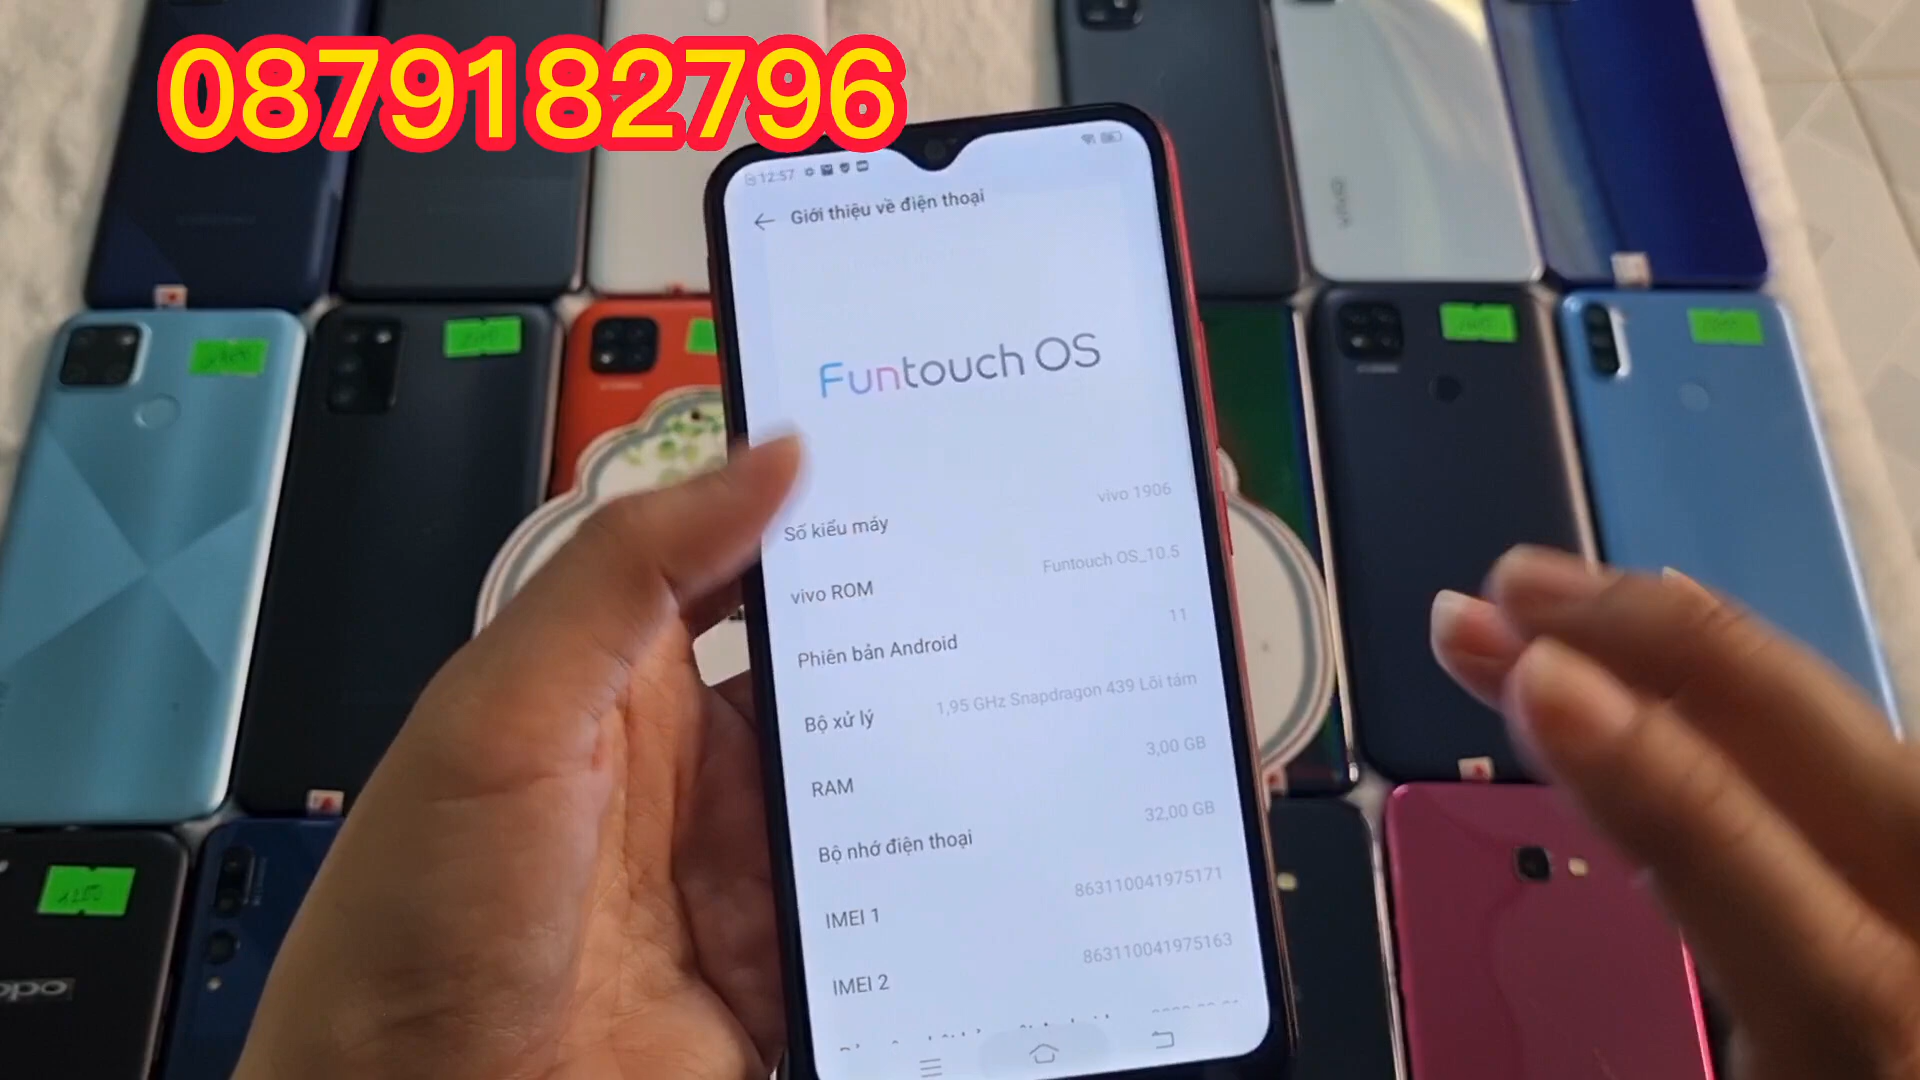 0879182796
12:57
Giới thiệu về điện thoại
Funtouch OS
Số kiểu máy vivo 1906
vivo ROM Funtouch OS_10.5
Phiên bản Android 11
Bộ xử lý 1,95 GHz Snapdragon 439 Lõi tám
RAM 3,00 GB
Bộ nhớ điện thoại 32,00 GB
IMEI 1 863110041975171
IMEI 2 863110041975163
vivo
oppo